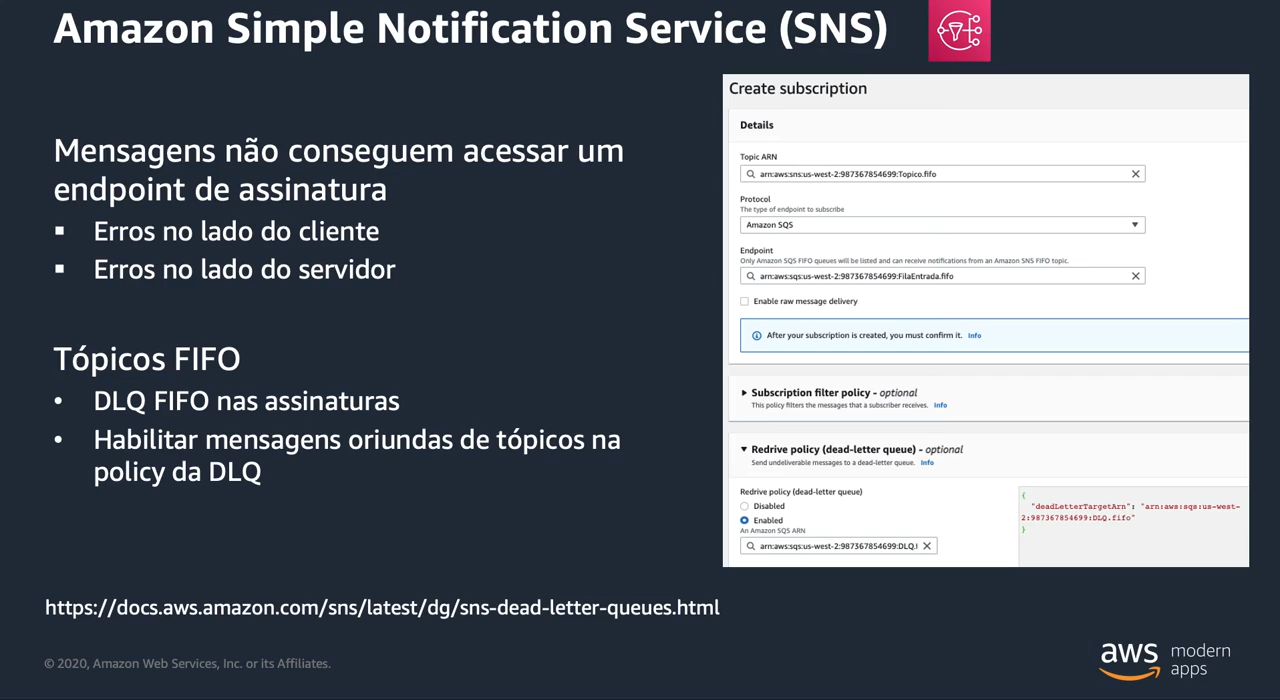 Amazon Simple Notification Service (SNS)
Mensagens não conseguem acessar um
endpoint de assinatura
▪ Erros no lado do cliente
▪ Erros no lado do servidor
Tópicos FIFO
• DLQ FIFO nas assinaturas
• Habilitar mensagens oriundas de tópicos na
policy da DLQ
Create subscription
Details
Topic ARN
arn:aws:sns:us-west-2:987367854699:Topico.fifo
Protocol
The type of endpoint to subscribe
Amazon SQS
Endpoint
Only Amazon SQS FIFO queues will be listed and can receive notifications from an Amazon SNS FIFO topic.
arn:aws:sqs:us-west-2:987367854699:FilaEntrada.fifo
Enable raw message delivery
After your subscription is created, you must confirm it. Info
Subscription filter policy - optional
This policy filters the messages that a subscriber receives. Info
Redrive policy (dead-letter queue) - optional
Send undeliverable messages to a dead-letter queue. Info
Redrive policy (dead-letter queue)
Disabled
Enabled
An Amazon SQS ARN
arn:aws:sqs:us-west-2:987367854699:DLQ.f
{
"deadLetterTargetArn": "arn:aws:sqs:us-west-
2:987367854699:DLQ.fifo"
}
https://docs.aws.amazon.com/sns/latest/dg/sns-dead-letter-queues.html
© 2020, Amazon Web Services, Inc. or its Affiliates.
aws modern
apps